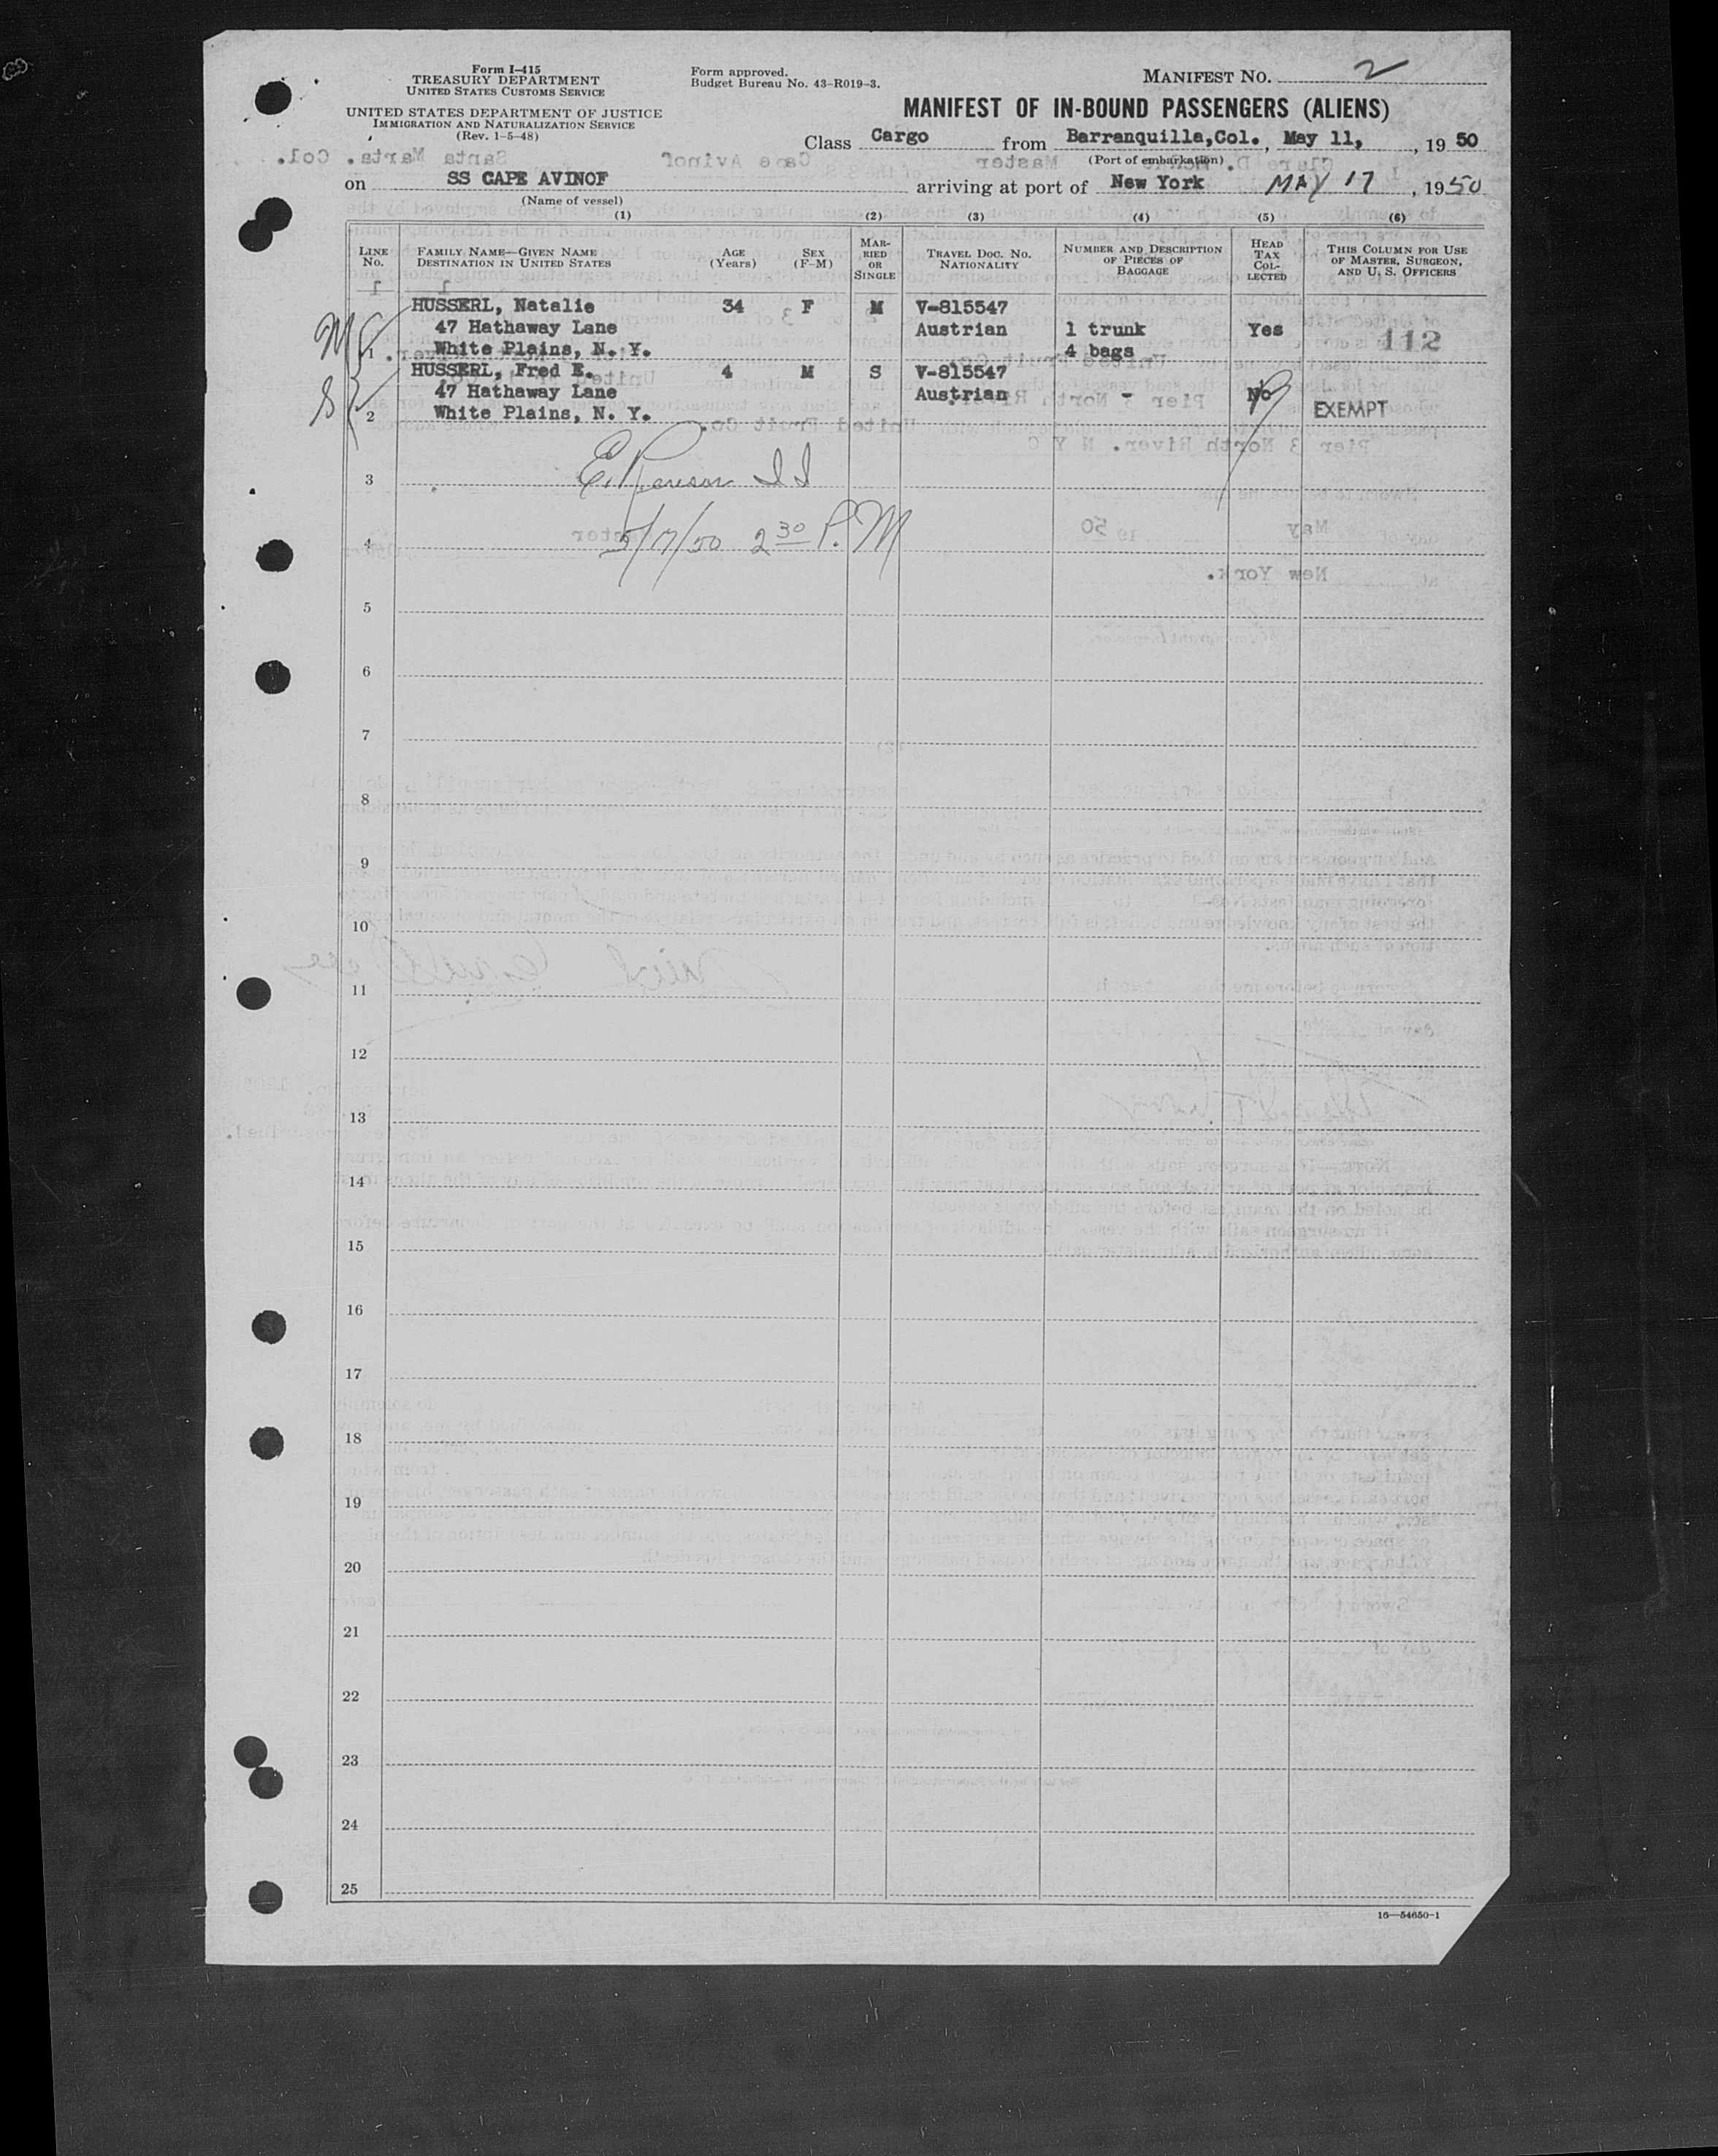 Form I-415
TREASURY DEPARTMENT
UNITED STATES CUSTOMS SERVICE
UNITED STATES DEPARTMENT OF JUSTICE
IMMIGRATION AND NATURALIZATION SERVICE
(Rev. 1-5-48)
Form approved.
Budget Bureau No. 43-R019-3.
MANIFEST NO. 2
MANIFEST OF IN-BOUND PASSENGERS (ALIENS)
Class Cargo from Barranquilla, Col., May 11, , 19 50
(Port of embarkation)
on SS CAPE AVINOF arriving at port of New York MAY 17 , 1950
(Name of vessel)
(1) (2) (3) (4) (5) (6)
LINE No. FAMILY NAME—GIVEN NAME DESTINATION IN UNITED STATES AGE (Years) SEX (F-M) MARRIED OR SINGLE TRAVEL DOC. NO. NATIONALITY NUMBER AND DESCRIPTION OF PIECES OF BAGGAGE HEAD TAX COLLECTED THIS COLUMN FOR USE OF MASTER, SURGEON, AND U. S. OFFICERS
HUSSERL, Natalie 34 F M V-815547
47 Hathaway Lane Austrian 1 trunk Yes 112
M 1 White Plains, N. Y. 4 bags
HUSSERL, Fred E. 4 M S V-815547
47 Hathaway Lane Austrian - No EXEMPT
S 2 White Plains, N. Y.
3
4 5/17/50 2 30 P.M
5
6
7
8
9
10
11
12
13
14
15
16
17
18
19
20
21
22
23
24
25
16—54650-1